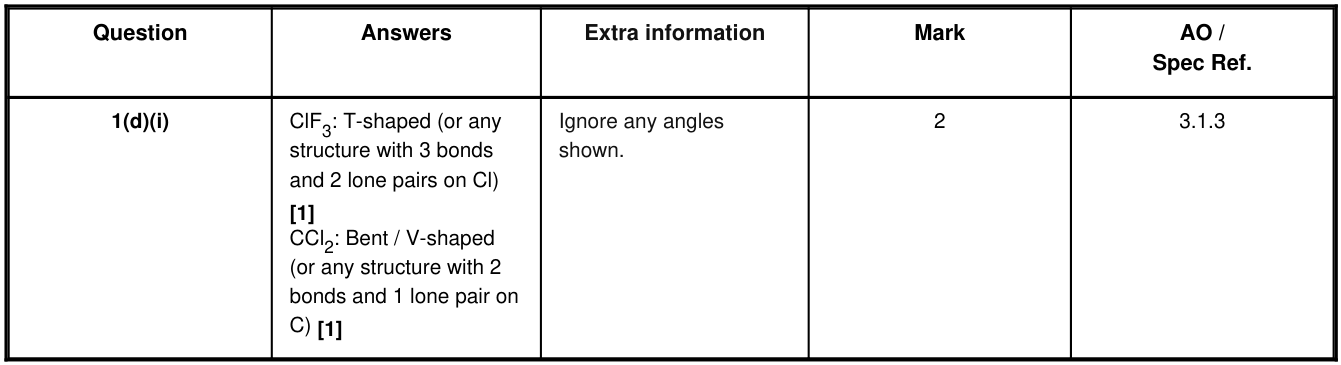 Question Answers Extra information Mark AO /
Spec Ref.
1(d)(i) ClF3: T-shaped (or any Ignore any angles 2 3.1.3
structure with 3 bonds shown.
and 2 lone pairs on Cl)
[1]
CCl2: Bent / V-shaped
(or any structure with 2
bonds and 1 lone pair on
C) [1]